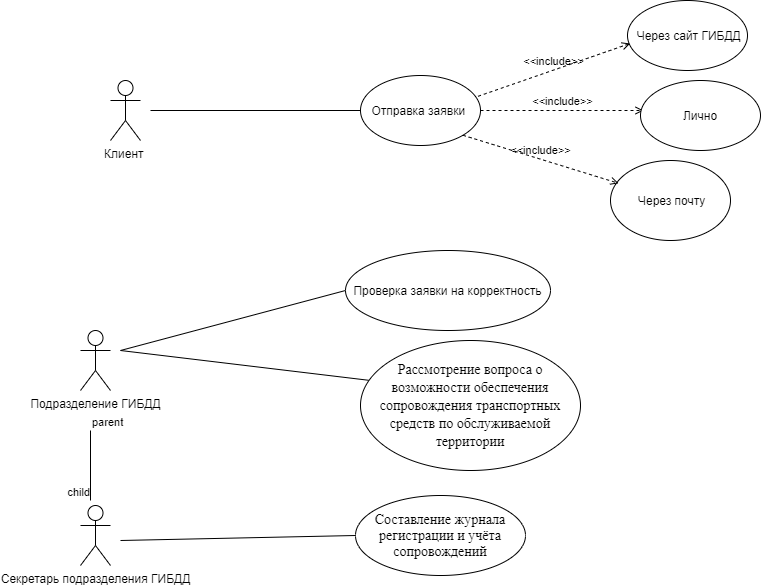 Через сайт ГИБДД
<<include>>
Отправка заявки
<<include>>
Лично
Клиент
<<include>>
Через почту
Проверка заявки на корректность
Рассмотрение вопроса о
возможности обеспечения
сопровождения транспортных
средств по обслуживаемой
территории
Подразделение ГИБДД
parent
child
Составление журнала
регистрации и учёта
сопровождений
Секретарь подразделения ГИБДД